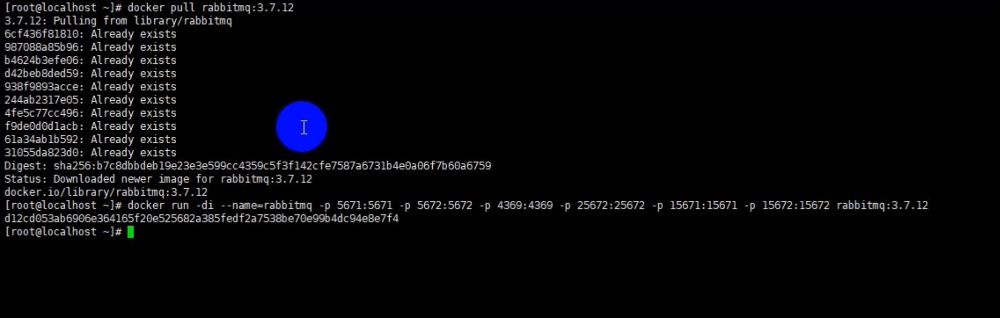 [root@localhost ~]# docker pull rabbitmq:3.7.12
3.7.12: Pulling from library/rabbitmq
6cf436f81810: Already exists
987088a85b96: Already exists
b4624b3efe06: Already exists
d42beb8ded59: Already exists
938f9893acce: Already exists
244ab2317e05: Already exists
4fe5c77cc496: Already exists
f9de0d0d1acb: Already exists
61a34ab1b592: Already exists
31055da823d0: Already exists
Digest: sha256:b7c8dbbdeb19e23e3e599cc4359c5f3f142cfe7587a6731b4e0a06f7b60a6759
Status: Downloaded newer image for rabbitmq:3.7.12
docker.io/library/rabbitmq:3.7.12
[root@localhost ~]# docker run -di --name=rabbitmq -p 5671:5671 -p 5672:5672 -p 4369:4369 -p 25672:25672 -p 15671:15671 -p 15672:15672 rabbitmq:3.7.12
d12cd053ab6906e364165f20e525682a385fedf2a7538be70e99b4dc94e8e7f4
[root@localhost ~]#